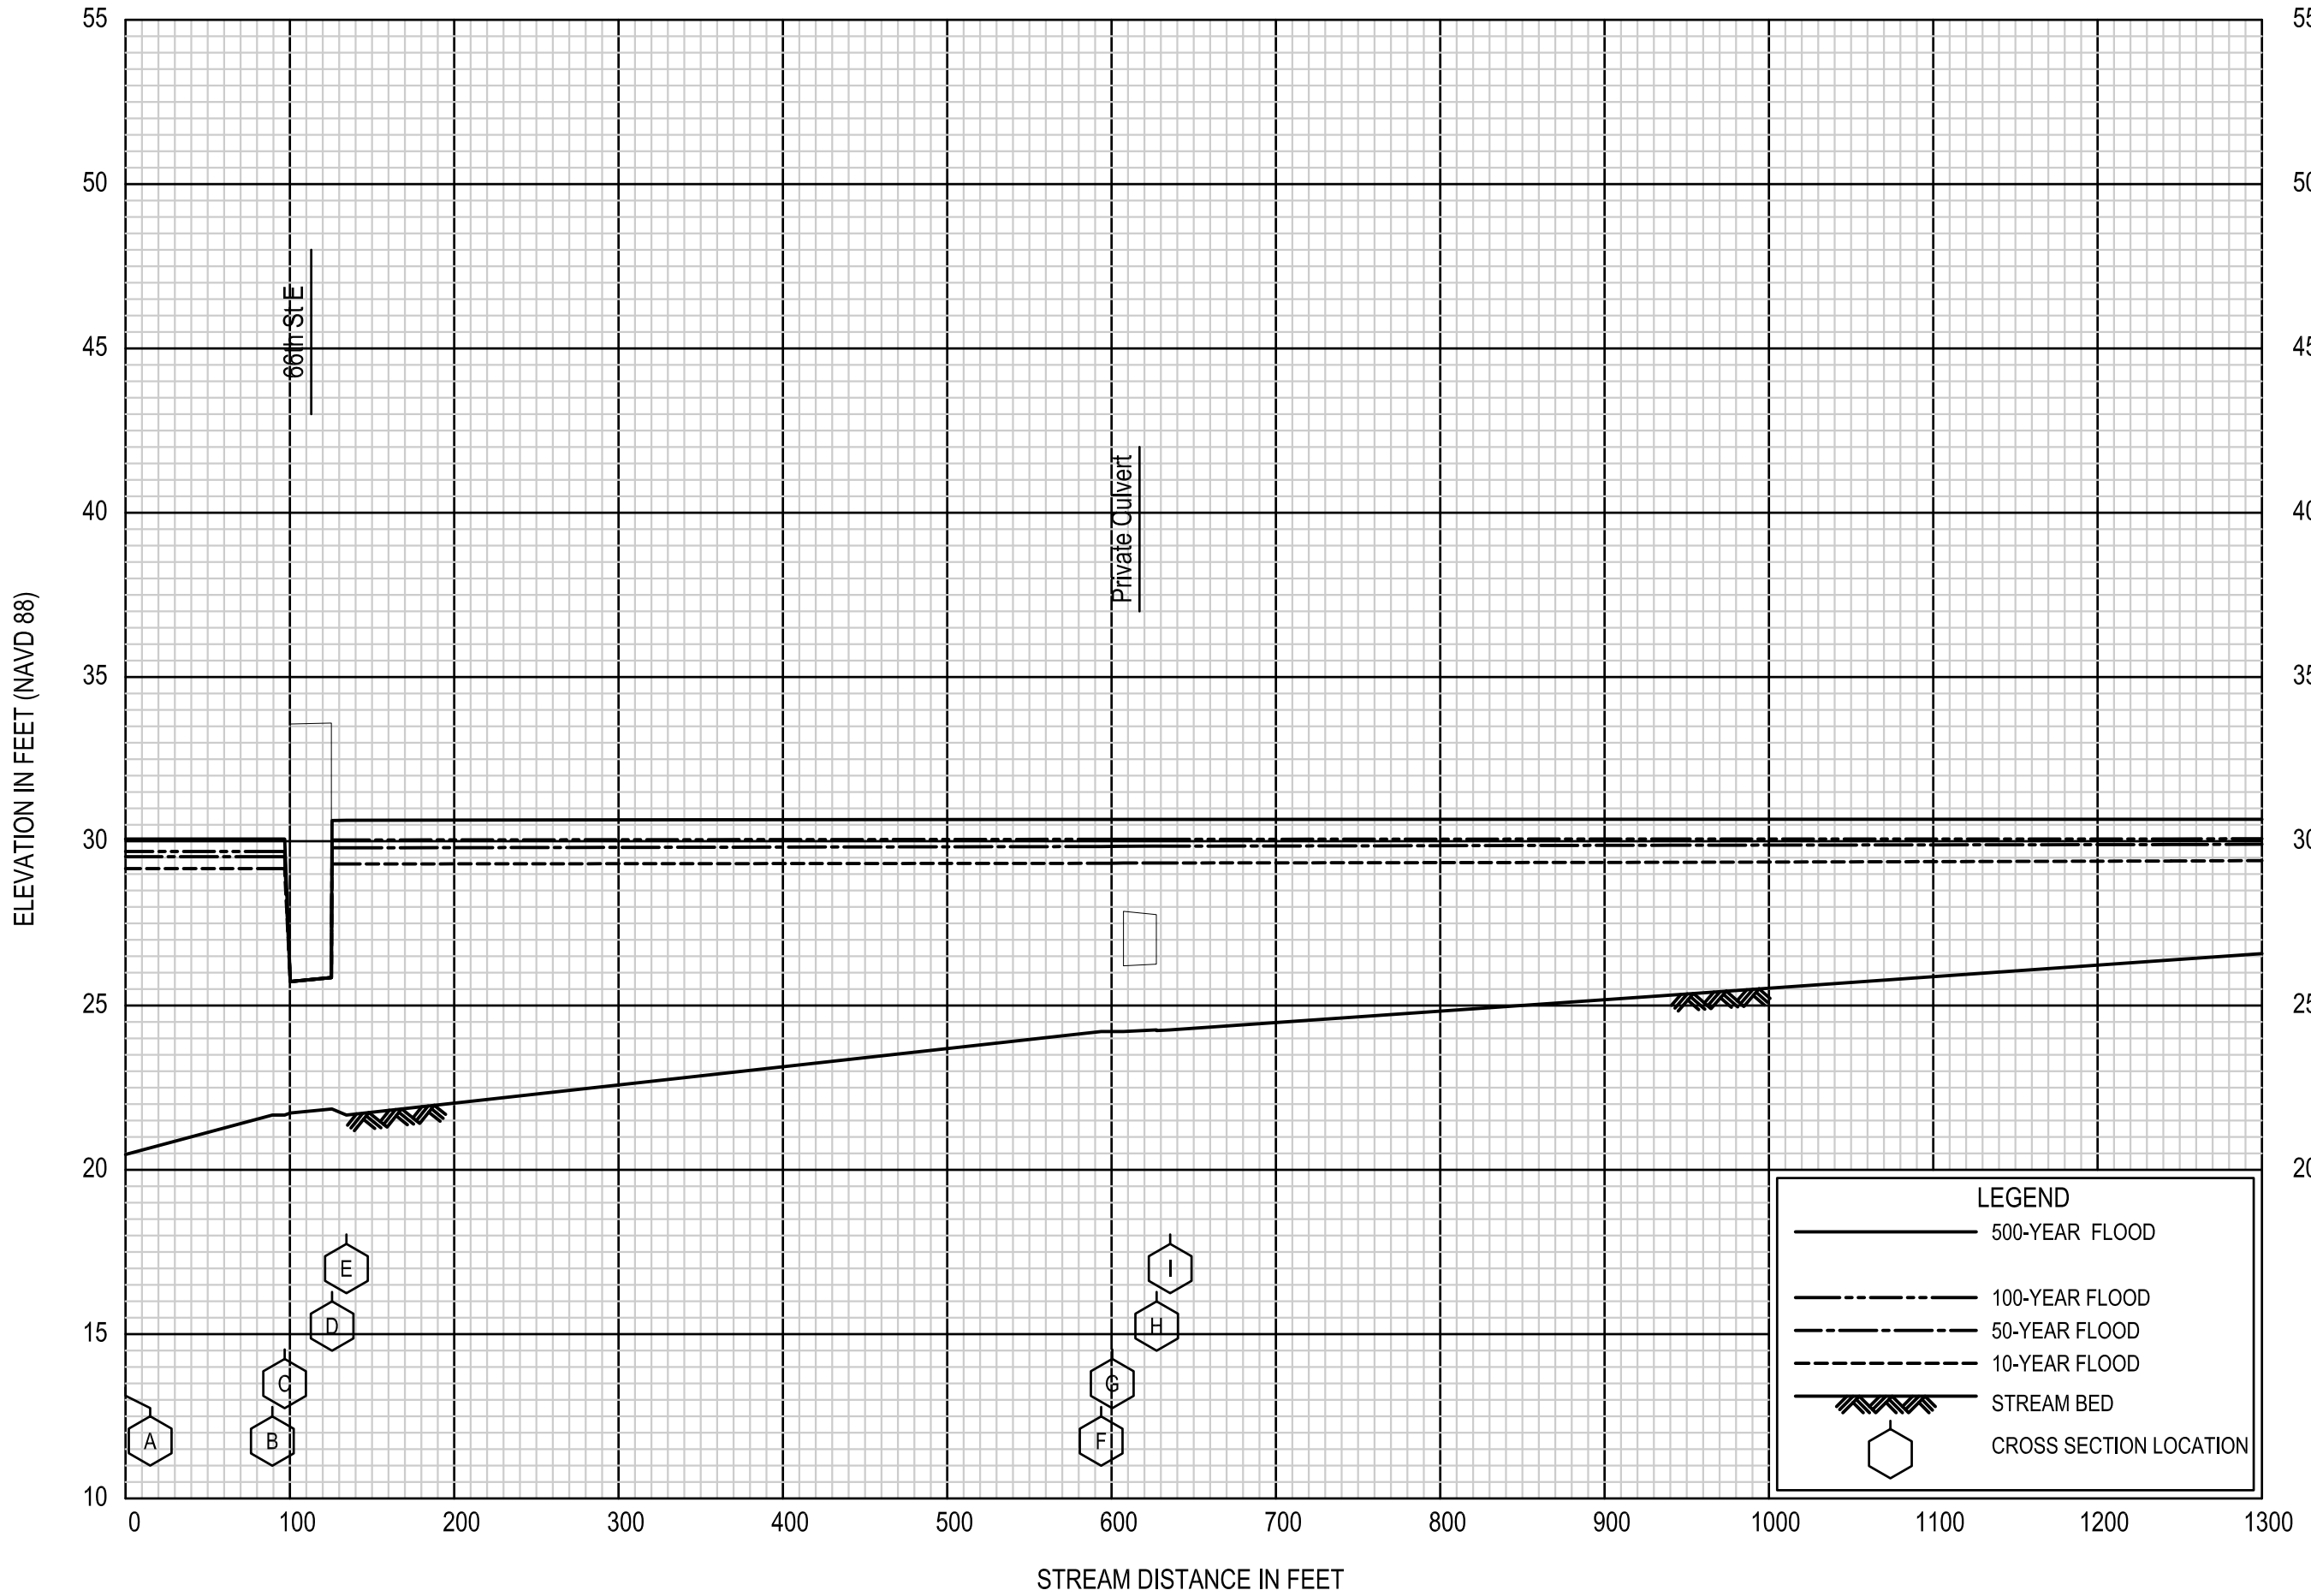 55
50
45
40
35
30
25
20
15
10
ELEVATION IN FEET (NAVD 88)
66th St E
Private Culvert
55
50
45
40
35
30
25
20
E
I
D
H
C
G
A
B
F
LEGEND
500-YEAR FLOOD
100-YEAR FLOOD
50-YEAR FLOOD
10-YEAR FLOOD
STREAM BED
CROSS SECTION LOCATION
0 100 200 300 400 500 600 700 800 900 1000 1100 1200 1300
STREAM DISTANCE IN FEET